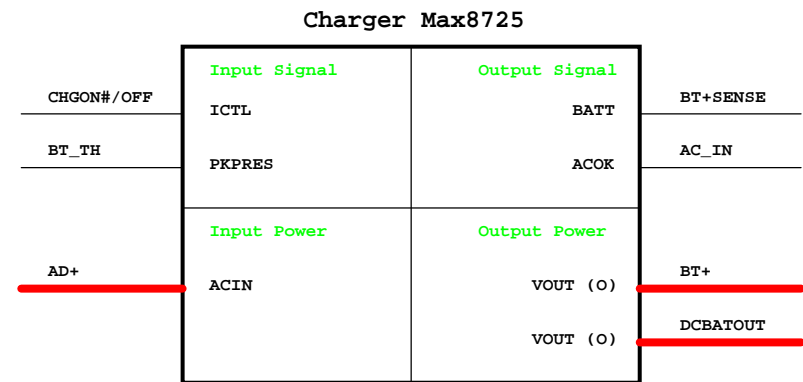 Charger Max8725
Input Signal Output Signal
CHGON#/OFF ICTL BATT BT+SENSE
BT_TH PKPRES ACOK AC_IN
Input Power Output Power
AD+ ACIN VOUT (O) BT+
VOUT (O) DCBATOUT